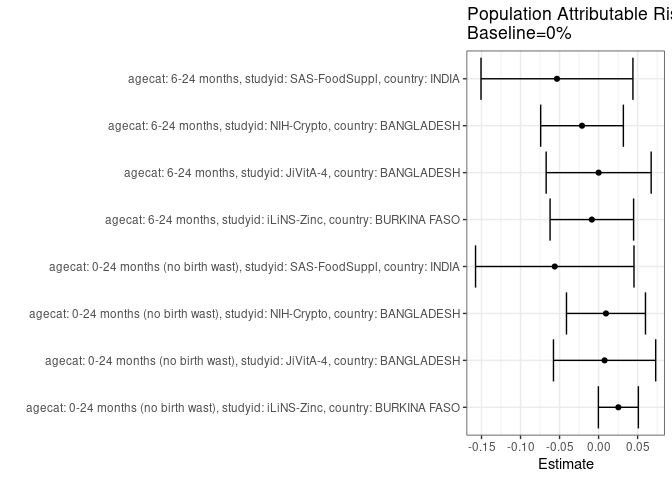 Population Attributable
Baseline=0%
agecat: 6-24 months, studyid: SAS-FoodSuppl, country: INDIA
agecat: 6-24 months, studyid: NIH-Crypto, country: BANGLADESH
agecat: 6-24 months, studyid: JiVitA-4, country: BANGLADESH
agecat: 6-24 months, studyid: iLiNS-Zinc, country: BURKINA FASO
agecat: 0-24 months (no birth wast), studyid: SAS-FoodSuppl, country: INDIA
agecat: 0-24 months (no birth wast), studyid: NIH-Crypto, country: BANGLADESH
agecat: 0-24 months (no birth wast), studyid: JiVitA-4, country: BANGLADESH
agecat: 0-24 months (no birth wast), studyid: iLiNS-Zinc, country: BURKINA FASO
-0.15 -0.10 -0.05 0.00 0.05
Estimate